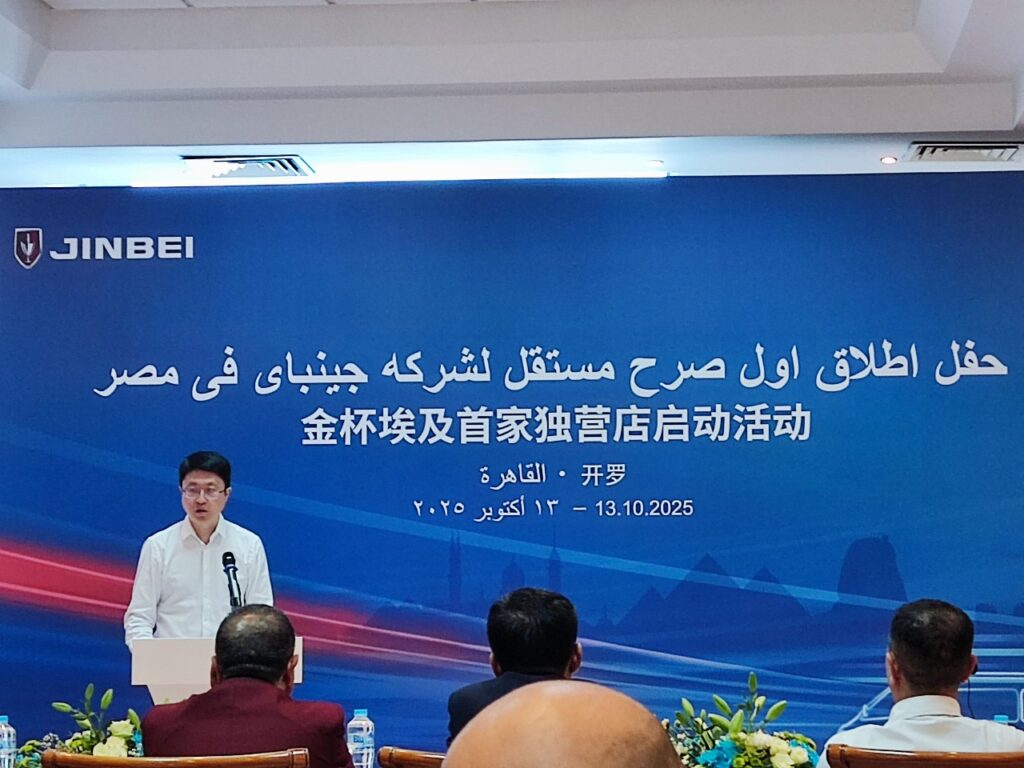 JINBEI
حفل اطلاق اول صرح مستقل لشركه جينباى فى مصر
金杯埃及首家独营店启动活动
القاهرة • 开罗
١٣ أكتوبر ٢٠٢٥ – 13.10.2025